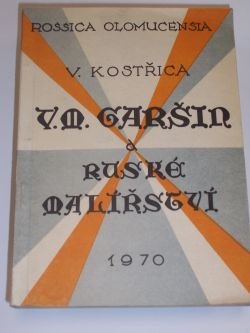 ROSSICA OLOMUCENSIA
V. KOSTŘICA
V.M. GARŠIN
a
RUSKÉ
MALÍŘSTVÍ
1970